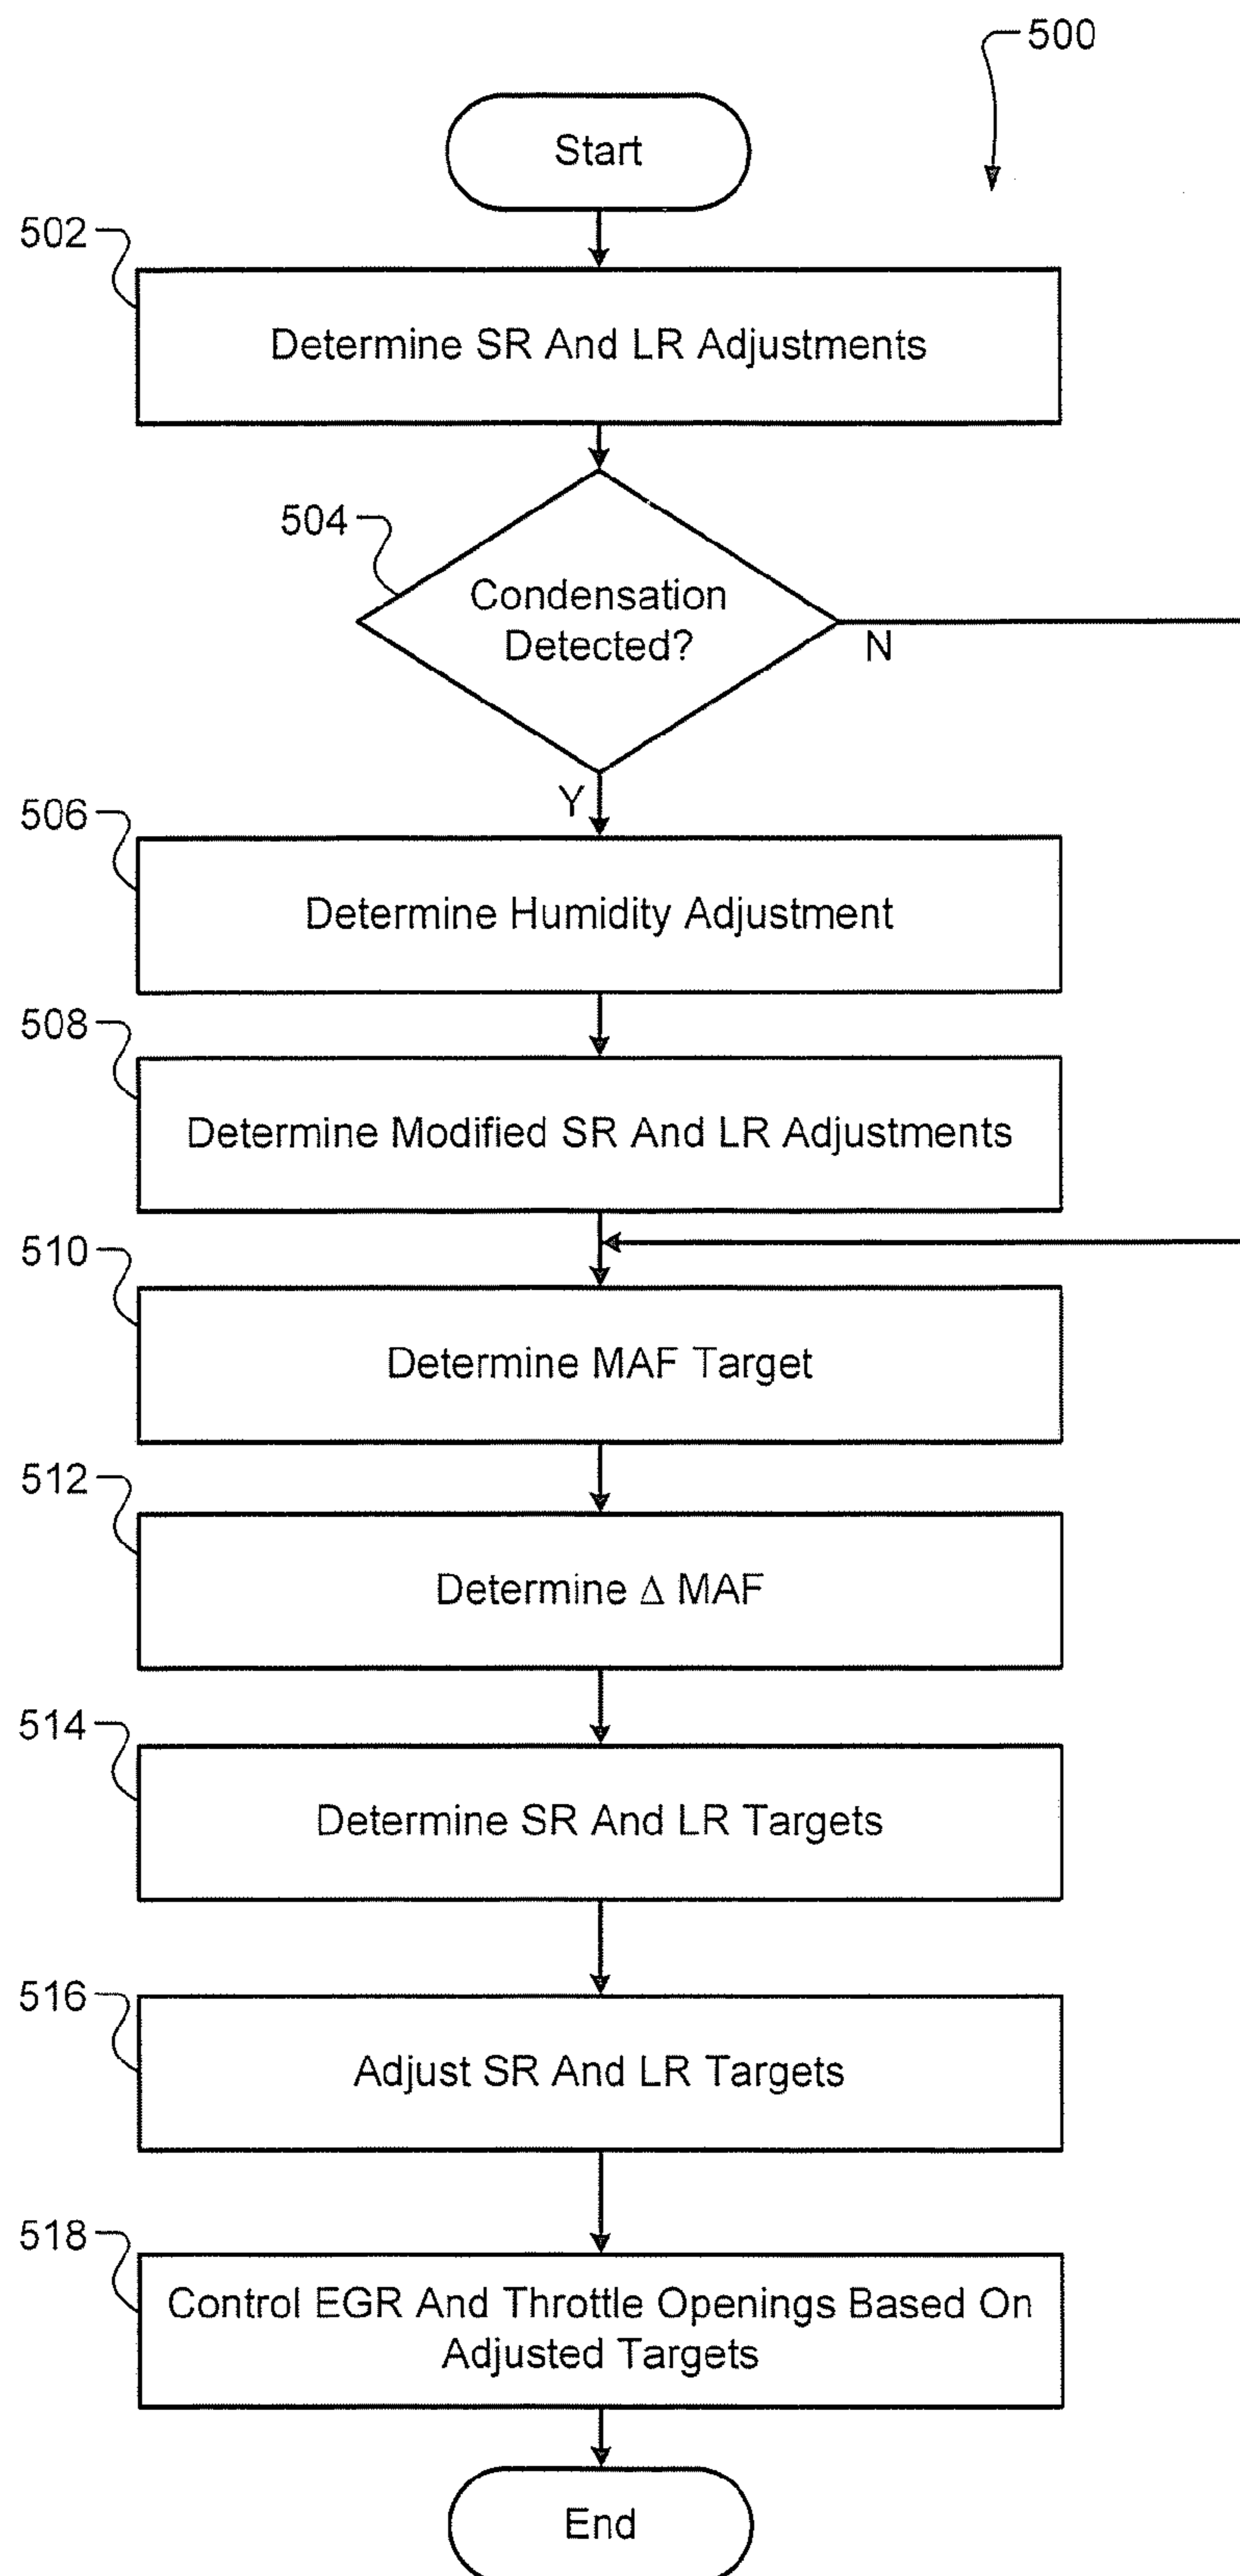 500
Start
502
Determine SR And LR Adjustments
504
Condensation
Detected?
N
Y
506
Determine Humidity Adjustment
508
Determine Modified SR And LR Adjustments
510
Determine MAF Target
512
Determine Δ MAF
514
Determine SR And LR Targets
516
Adjust SR And LR Targets
518
Control EGR And Throttle Openings Based On
Adjusted Targets
End